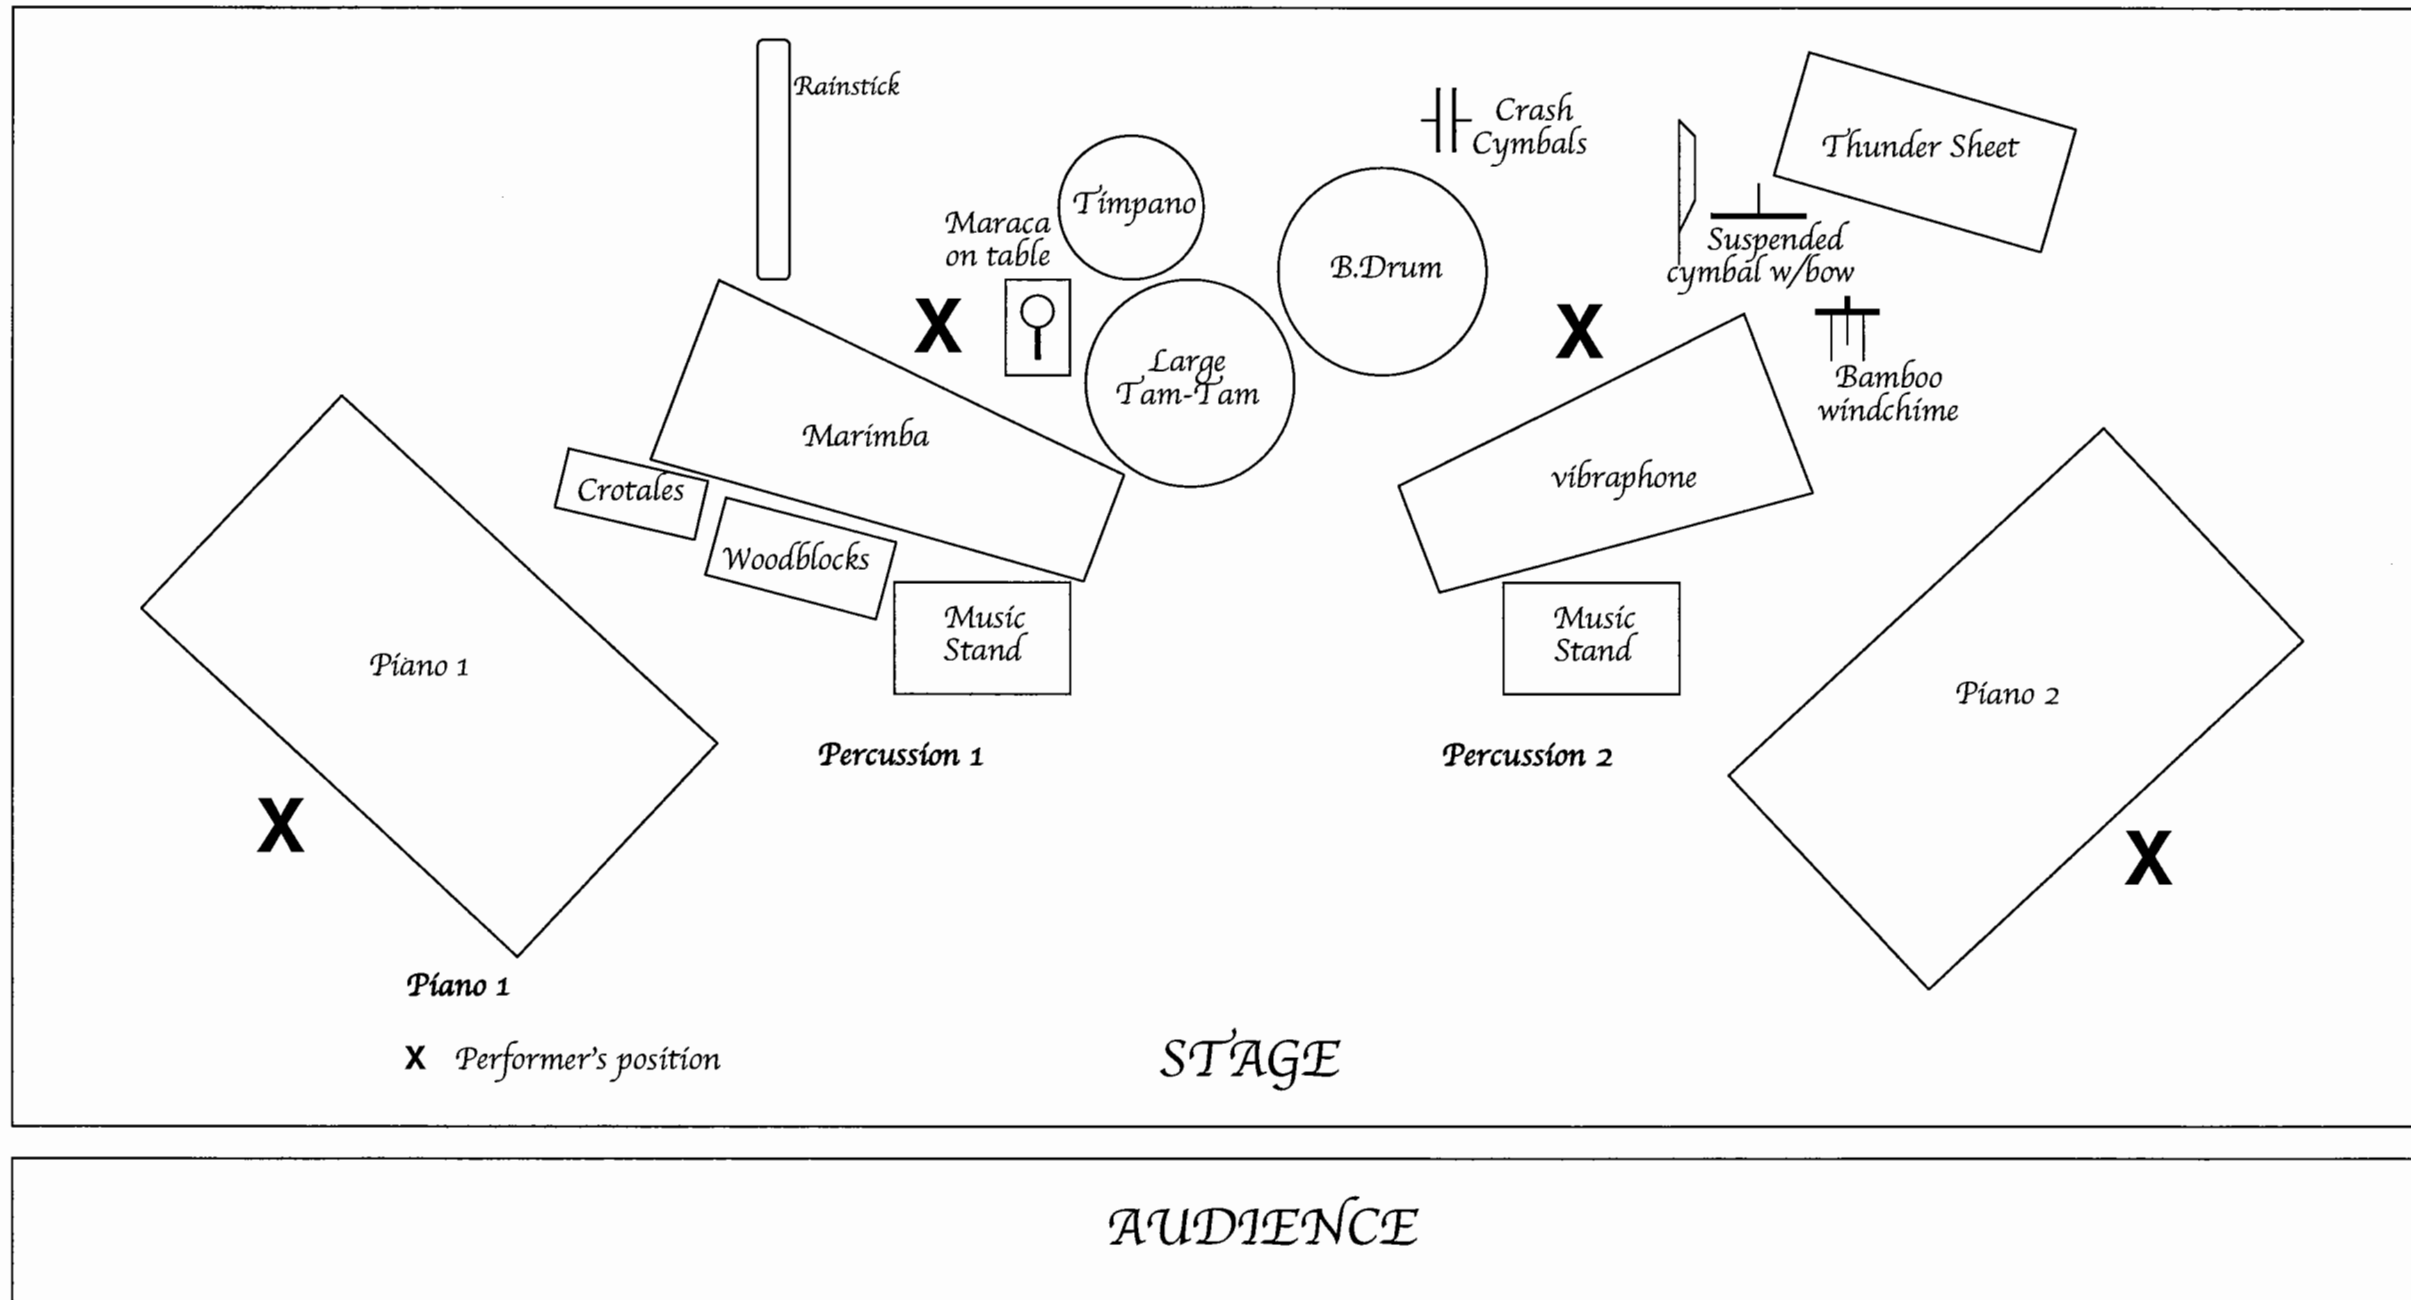 Rainstick
Crash
Cymbals
Thunder Sheet
Timpano
Maraca
on table
B.Drum
Suspended
cymbal w/bow
X
X
Large
Tam-Tam
Bamboo
windchime
Marimba
vibraphone
Crotales
Woodblocks
Music
Stand
Music
Stand
Piano 1
Piano 2
Percussion 1
Percussion 2
X
X
Piano 1
X Performer's position
STAGE
AUDIENCE